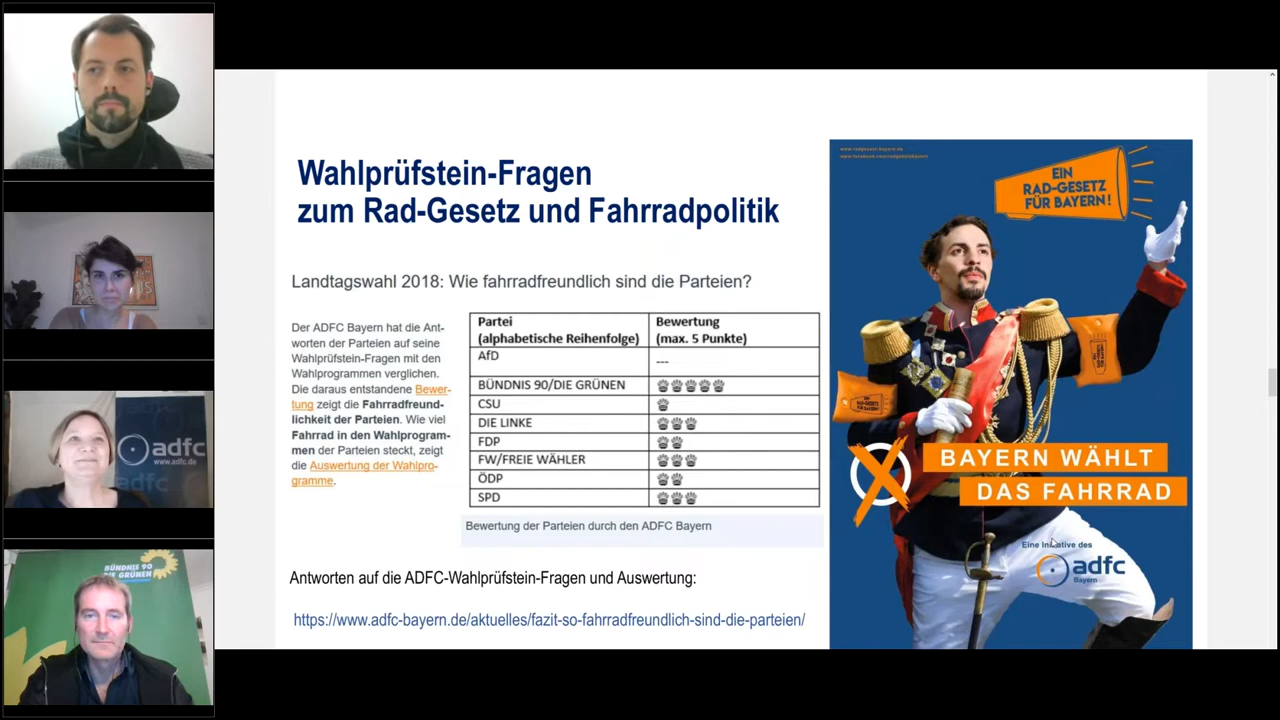 Wahlprüfstein-Fragen
zum Rad-Gesetz und Fahrradpolitik
Landtagswahl 2018: Wie fahrradfreundlich sind die Parteien?
Der ADFC Bayern hat die Ant-
worten der Parteien auf seine
Wahlprüfstein-Fragen mit den
Wahlprogrammen verglichen.
Die daraus entstandene Bewer-
tung zeigt die Fahrradfreund-
lichkeit der Parteien. Wie viel
Fahrrad in den Wahlprogram-
men der Parteien steckt, zeigt
die Auswertung der Wahlpro-
gramme.
Partei Bewertung
(alphabetische Reihenfolge) (max. 5 Punkte)
AfD ---
BÜNDNIS 90/DIE GRÜNEN
CSU
DIE LINKE
FDP
FW/FREIE WÄHLER
ÖDP
SPD
Bewertung der Parteien durch den ADFC Bayern
Antworten auf die ADFC-Wahlprüfstein-Fragen und Auswertung:
https://www.adfc-bayern.de/aktuelles/fazit-so-fahrradfreundlich-sind-die-parteien/
www.radgesetz-bayern.de
EIN
RAD-GESETZ
FÜR BAYERN!
BAYERN WÄHLT
DAS FAHRRAD
Eine Initiative des
adfc
Bayern
adfc
www.adfc.de
BÜNDNIS 90
DIE GRÜNEN